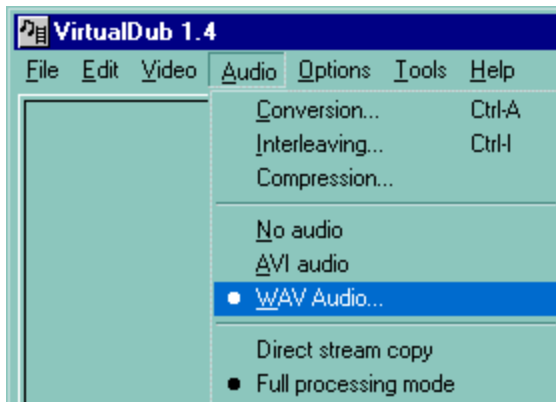 VirtualDub 1.4
File Edit Video Audio Options Tools Help
Conversion... Ctrl-A
Interleaving... Ctrl-I
Compression...
No audio
AVI audio
WAV Audio...
Direct stream copy
Full processing mode